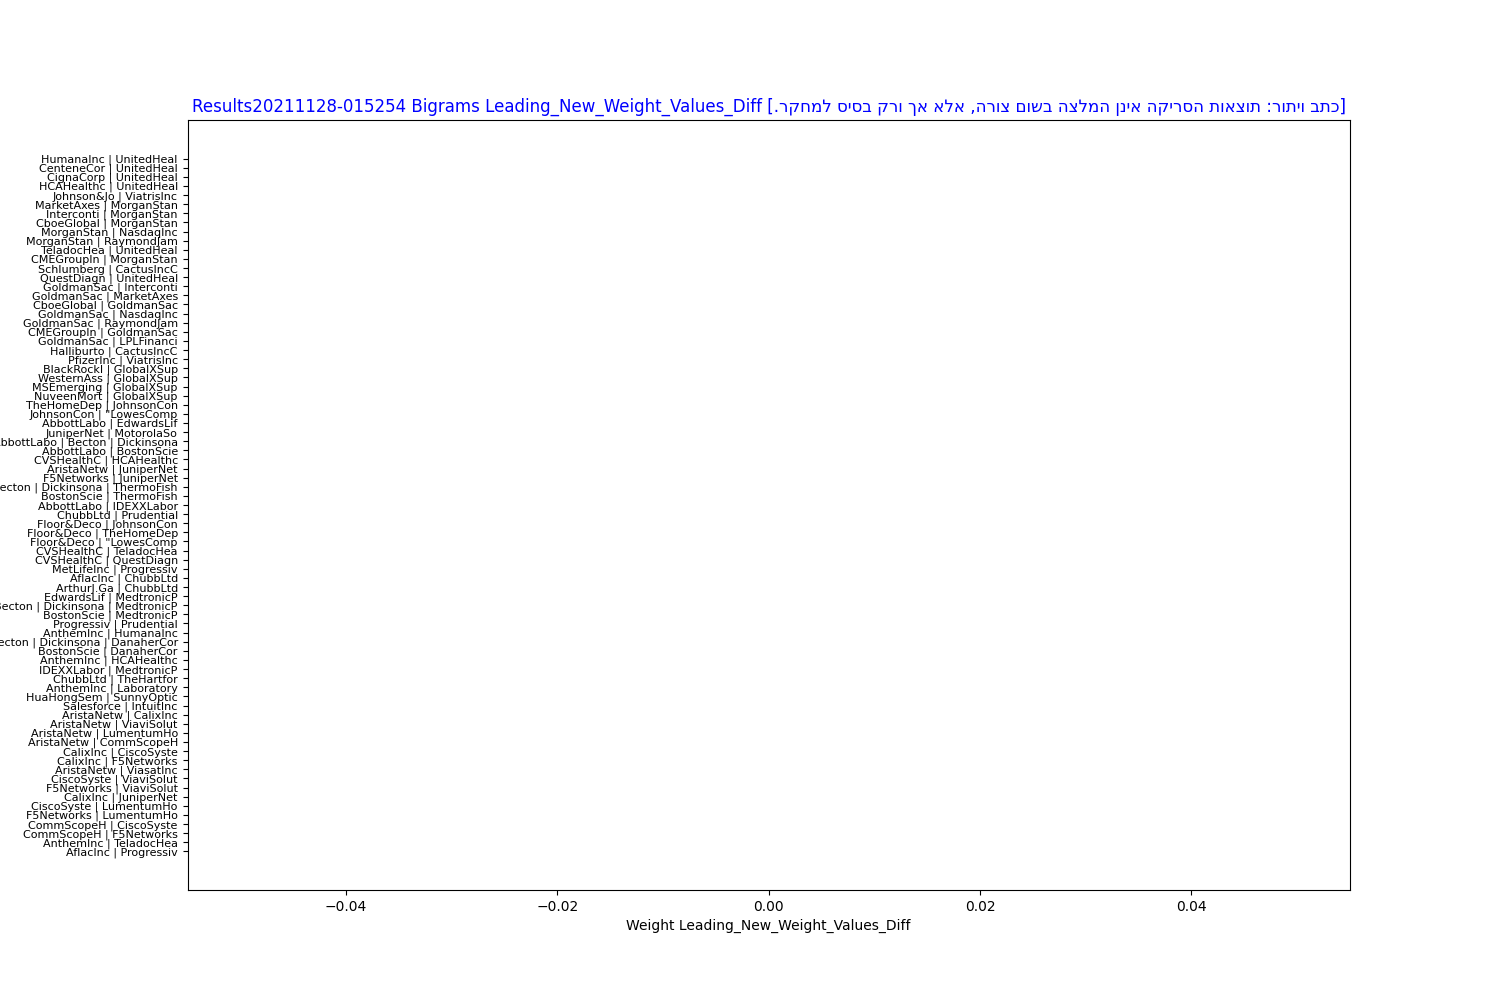 Results20211128-015254 Bigrams Leading_New_Weight_Values_Diff [כתב ויתור: תוצאות הסריקה אינן המלצה בשום צורה, אלא אך ורק בסיס למחקר.]
HumanaInc | UnitedHeal
CenteneCor | UnitedHeal
CignaCorp | UnitedHeal
HCAHealthc | UnitedHeal
Johnson&Jo | ViatrisInc
MarketAxes | MorganStan
Interconti | MorganStan
CboeGlobal | MorganStan
MorganStan | NasdaqInc
MorganStan | RaymondJam
TeladocHea | UnitedHeal
CMEGroupIn | MorganStan
Schlumberg | CactusIncC
QuestDiagn | UnitedHeal
GoldmanSac | Interconti
GoldmanSac | MarketAxes
CboeGlobal | GoldmanSac
GoldmanSac | NasdaqInc
GoldmanSac | RaymondJam
CMEGroupIn | GoldmanSac
GoldmanSac | LPLFinanci
Halliburto | CactusIncC
PfizerInc | ViatrisInc
BlackRockI | GlobalXSup
WesternAss | GlobalXSup
MSEmerging | GlobalXSup
NuveenMort | GlobalXSup
TheHomeDep | JohnsonCon
JohnsonCon | "LowesComp
AbbottLabo | EdwardsLif
JuniperNet | MotorolaSo
bbottLabo | Becton | Dickinsona
AbbottLabo | BostonScie
CVSHealthC | HCAHealthc
AristaNetw | JuniperNet
F5Networks | JuniperNet
ecton | Dickinsona | ThermoFish
BostonScie | ThermoFish
AbbottLabo | IDEXXLabor
ChubbLtd | Prudential
Floor&Deco | JohnsonCon
Floor&Deco | TheHomeDep
Floor&Deco | "LowesComp
CVSHealthC | TeladocHea
CVSHealthC | QuestDiagn
MetLifeInc | Progressiv
AflacInc | ChubbLtd
ArthurJ.Ga | ChubbLtd
EdwardsLif | MedtronicP
Becton | Dickinsona | MedtronicP
BostonScie | MedtronicP
Progressiv | Prudential
AnthemInc | HumanaInc
ecton | Dickinsona | DanaherCor
BostonScie | DanaherCor
AnthemInc | HCAHealthc
IDEXXLabor | MedtronicP
ChubbLtd | TheHartfor
AnthemInc | Laboratory
HuaHongSem | SunnyOptic
Salesforce | IntuitInc
AristaNetw | CalixInc
AristaNetw | ViaviSolut
AristaNetw | LumentumHo
AristaNetw | CommScopeH
CalixInc | CiscoSyste
CalixInc | F5Networks
AristaNetw | ViasatInc
CiscoSyste | ViaviSolut
F5Networks | ViaviSolut
CalixInc | JuniperNet
CiscoSyste | LumentumHo
F5Networks | LumentumHo
CommScopeH | CiscoSyste
CommScopeH | F5Networks
AnthemInc | TeladocHea
AflacInc | Progressiv
−0.04 −0.02 0.00 0.02 0.04
Weight Leading_New_Weight_Values_Diff